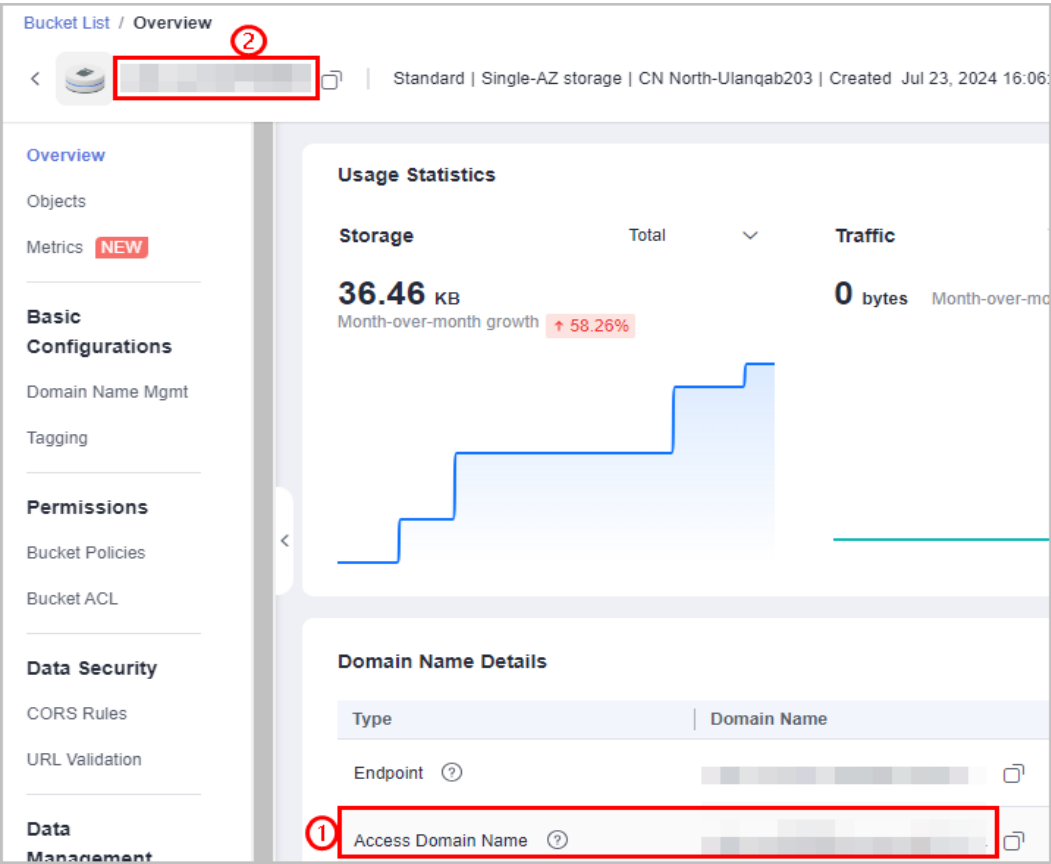 Bucket List / Overview
②
Standard | Single-AZ storage | CN North-Ulanqab203 | Created Jul 23, 2024 16:06:
Overview
Objects
Metrics NEW
Basic
Configurations
Domain Name Mgmt
Tagging
Permissions
Bucket Policies
Bucket ACL
Data Security
CORS Rules
URL Validation
Data
Management
Usage Statistics
Storage Total
36.46 KB
Month-over-month growth ↑ 58.26%
Traffic
0 bytes Month-over-mo
Domain Name Details
Type Domain Name
Endpoint ?
① Access Domain Name ?